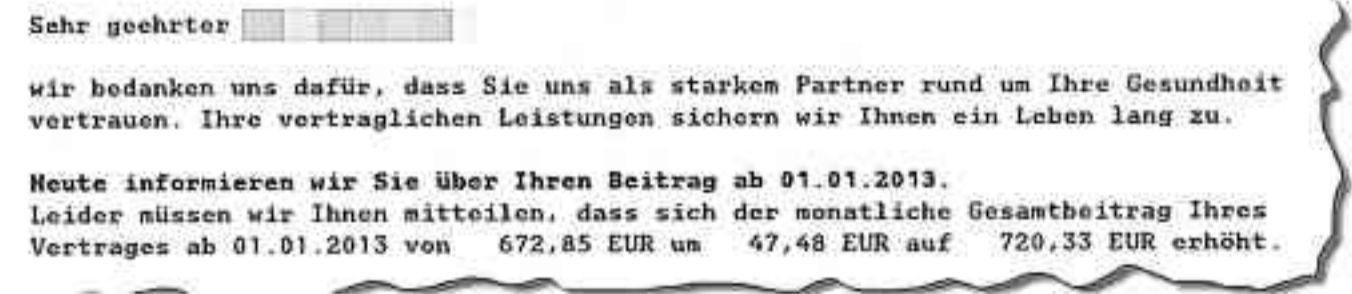 Sehr geehrter
wir bedanken uns dafür, dass Sie uns als starkem Partner rund um Ihre Gesundheit
vertrauen. Ihre vertraglichen Leistungen sichern wir Ihnen ein Leben lang zu.
Heute informieren wir Sie über Ihren Beitrag ab 01.01.2013.
Leider müssen wir Ihnen mitteilen, dass sich der monatliche Gesamtbeitrag Ihres
Vertrages ab 01.01.2013 von 672,85 EUR um 47,48 EUR auf 720,33 EUR erhöht.